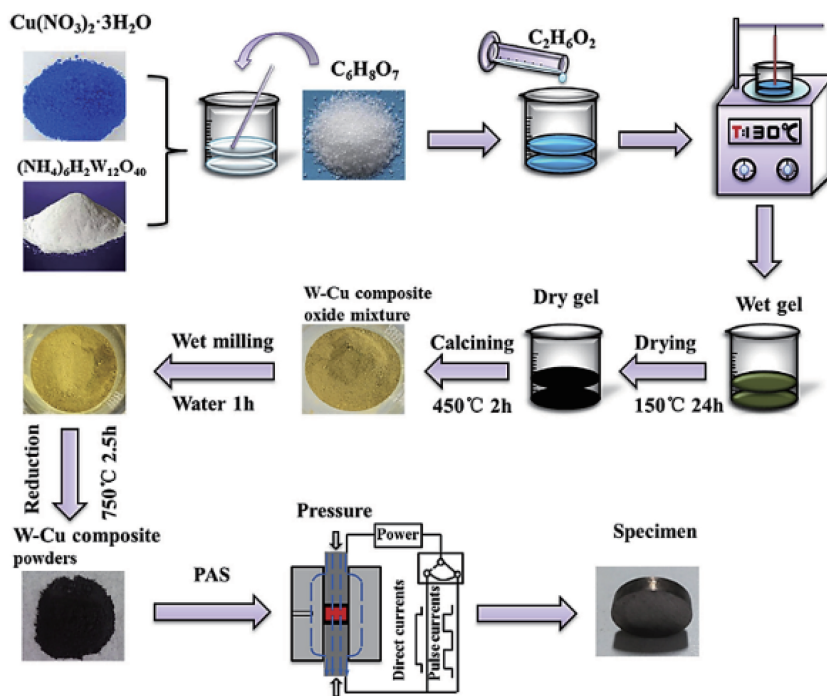 Cu(NO3)2·3H2O
C6H8O7
C2H6O2
T:130℃
(NH4)6H2W12O40
W-Cu composite
oxide mixture
Dry gel
Wet gel
Wet milling
Water 1h
Calcining
450℃ 2h
Drying
150℃ 24h
Reduction
750℃ 2.5h
W-Cu composite
powders
PAS
Pressure
Power
Direct currents
Pulse currents
Specimen